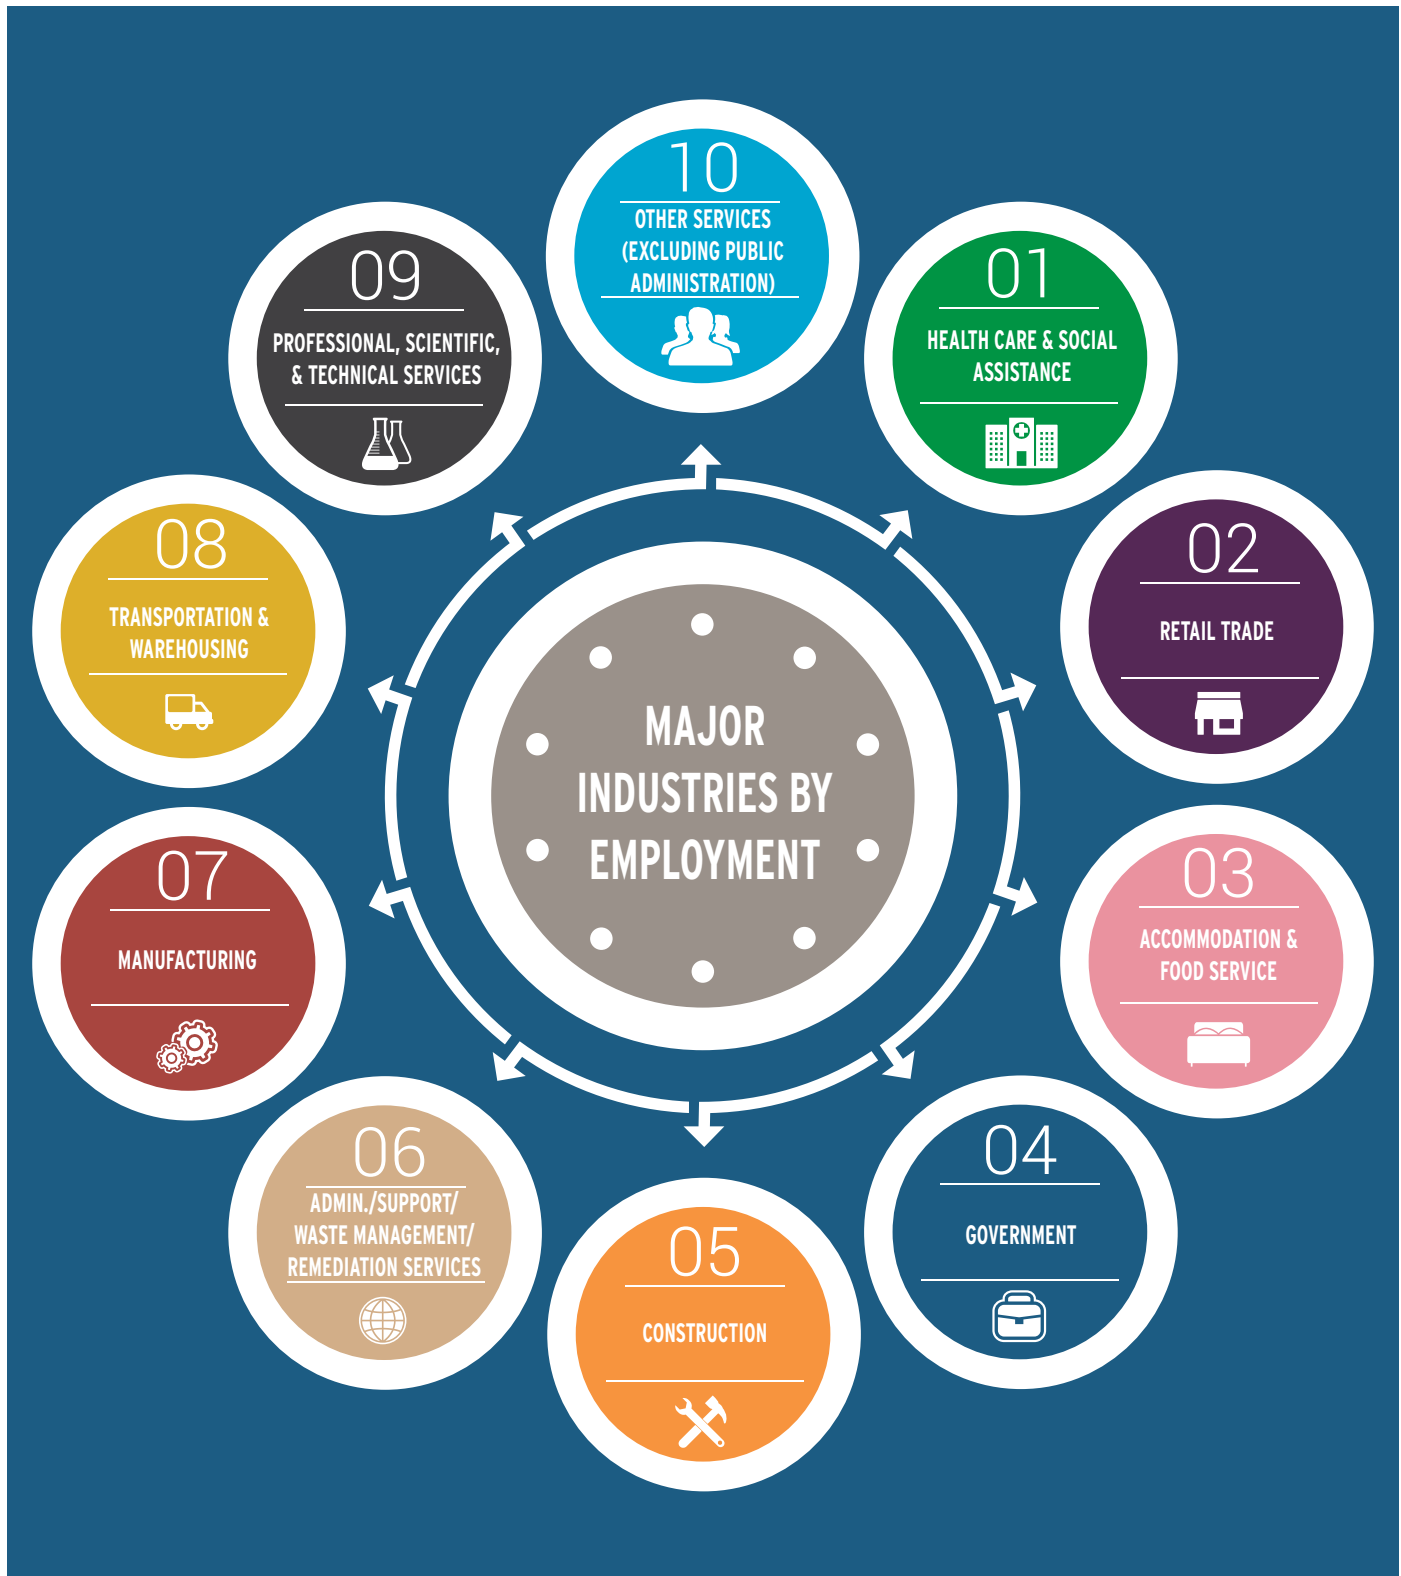 MAJOR
INDUSTRIES BY
EMPLOYMENT
01
HEALTH CARE & SOCIAL
ASSISTANCE
02
RETAIL TRADE
03
ACCOMMODATION &
FOOD SERVICE
04
GOVERNMENT
05
CONSTRUCTION
06
ADMIN./SUPPORT/
WASTE MANAGEMENT/
REMEDIATION SERVICES
07
MANUFACTURING
08
TRANSPORTATION &
WAREHOUSING
09
PROFESSIONAL, SCIENTIFIC,
& TECHNICAL SERVICES
10
OTHER SERVICES
(EXCLUDING PUBLIC
ADMINISTRATION)